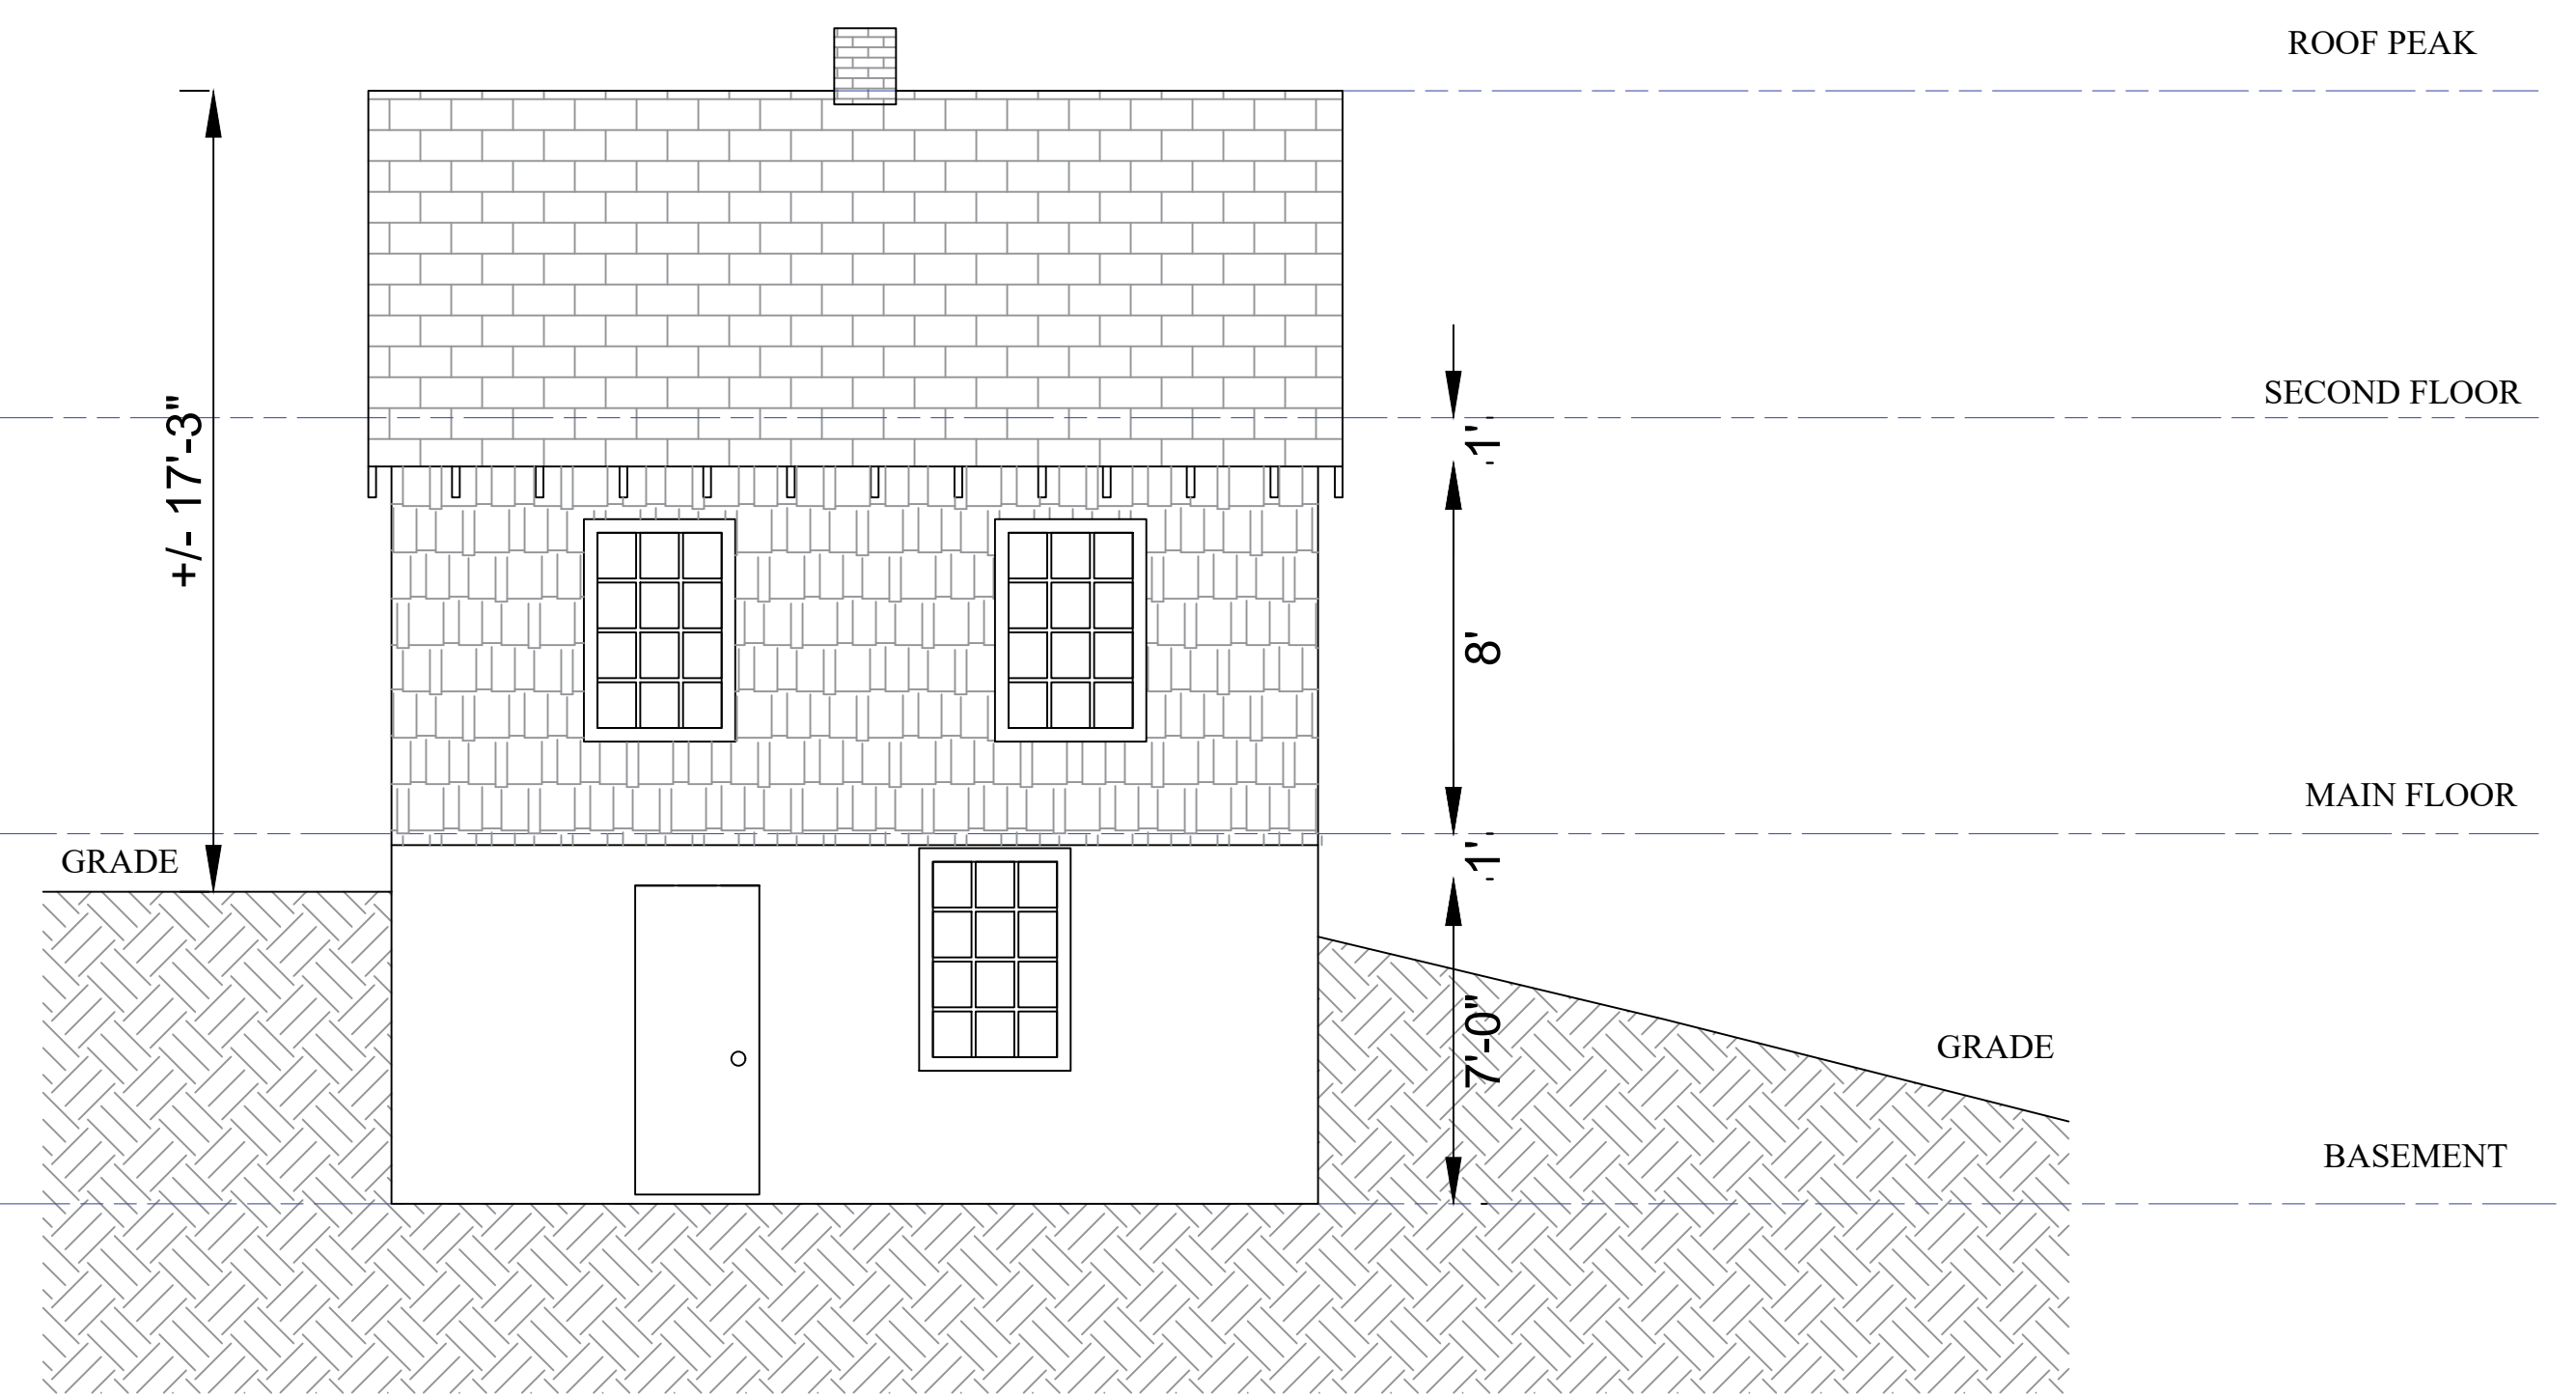 ROOF PEAK
SECOND FLOOR
+/- 17'-3"
1'
8'
MAIN FLOOR
1'
GRADE
7'-0"
GRADE
BASEMENT